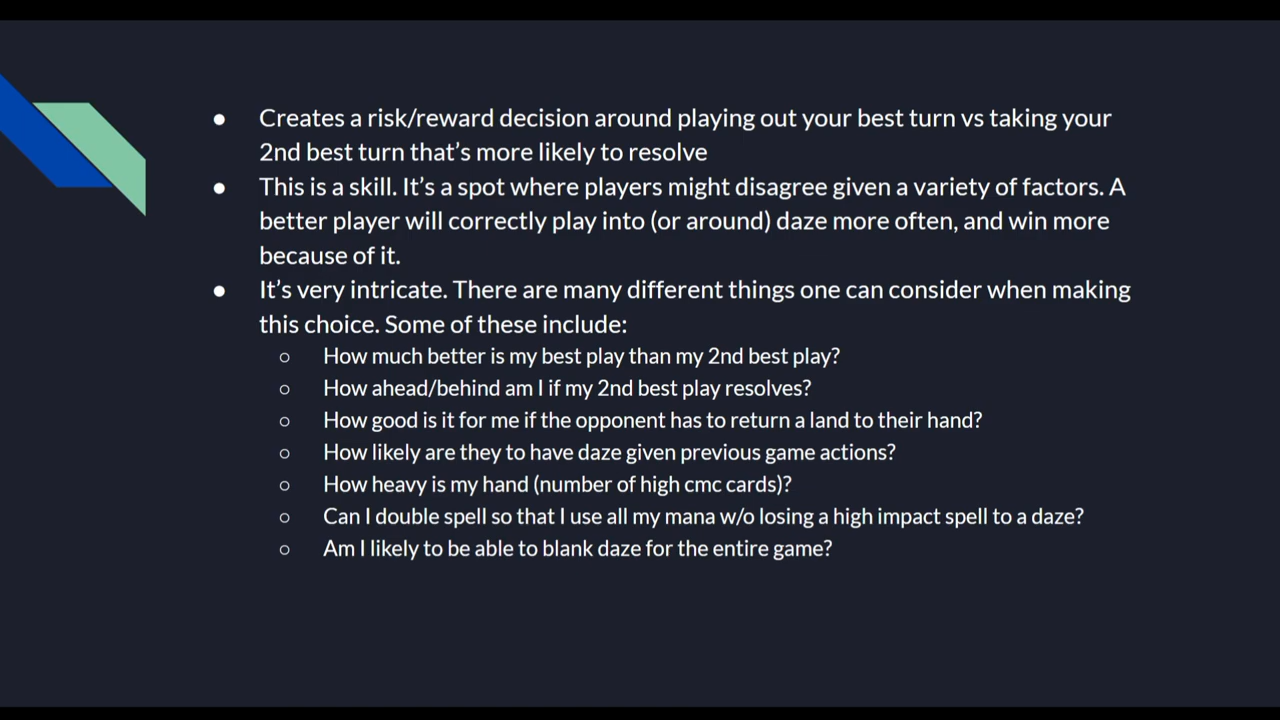 ● Creates a risk/reward decision around playing out your best turn vs taking your
2nd best turn that's more likely to resolve
● This is a skill. It's a spot where players might disagree given a variety of factors. A
better player will correctly play into (or around) daze more often, and win more
because of it.
● It's very intricate. There are many different things one can consider when making
this choice. Some of these include:
○ How much better is my best play than my 2nd best play?
○ How ahead/behind am I if my 2nd best play resolves?
○ How good is it for me if the opponent has to return a land to their hand?
○ How likely are they to have daze given previous game actions?
○ How heavy is my hand (number of high cmc cards)?
○ Can I double spell so that I use all my mana w/o losing a high impact spell to a daze?
○ Am I likely to be able to blank daze for the entire game?